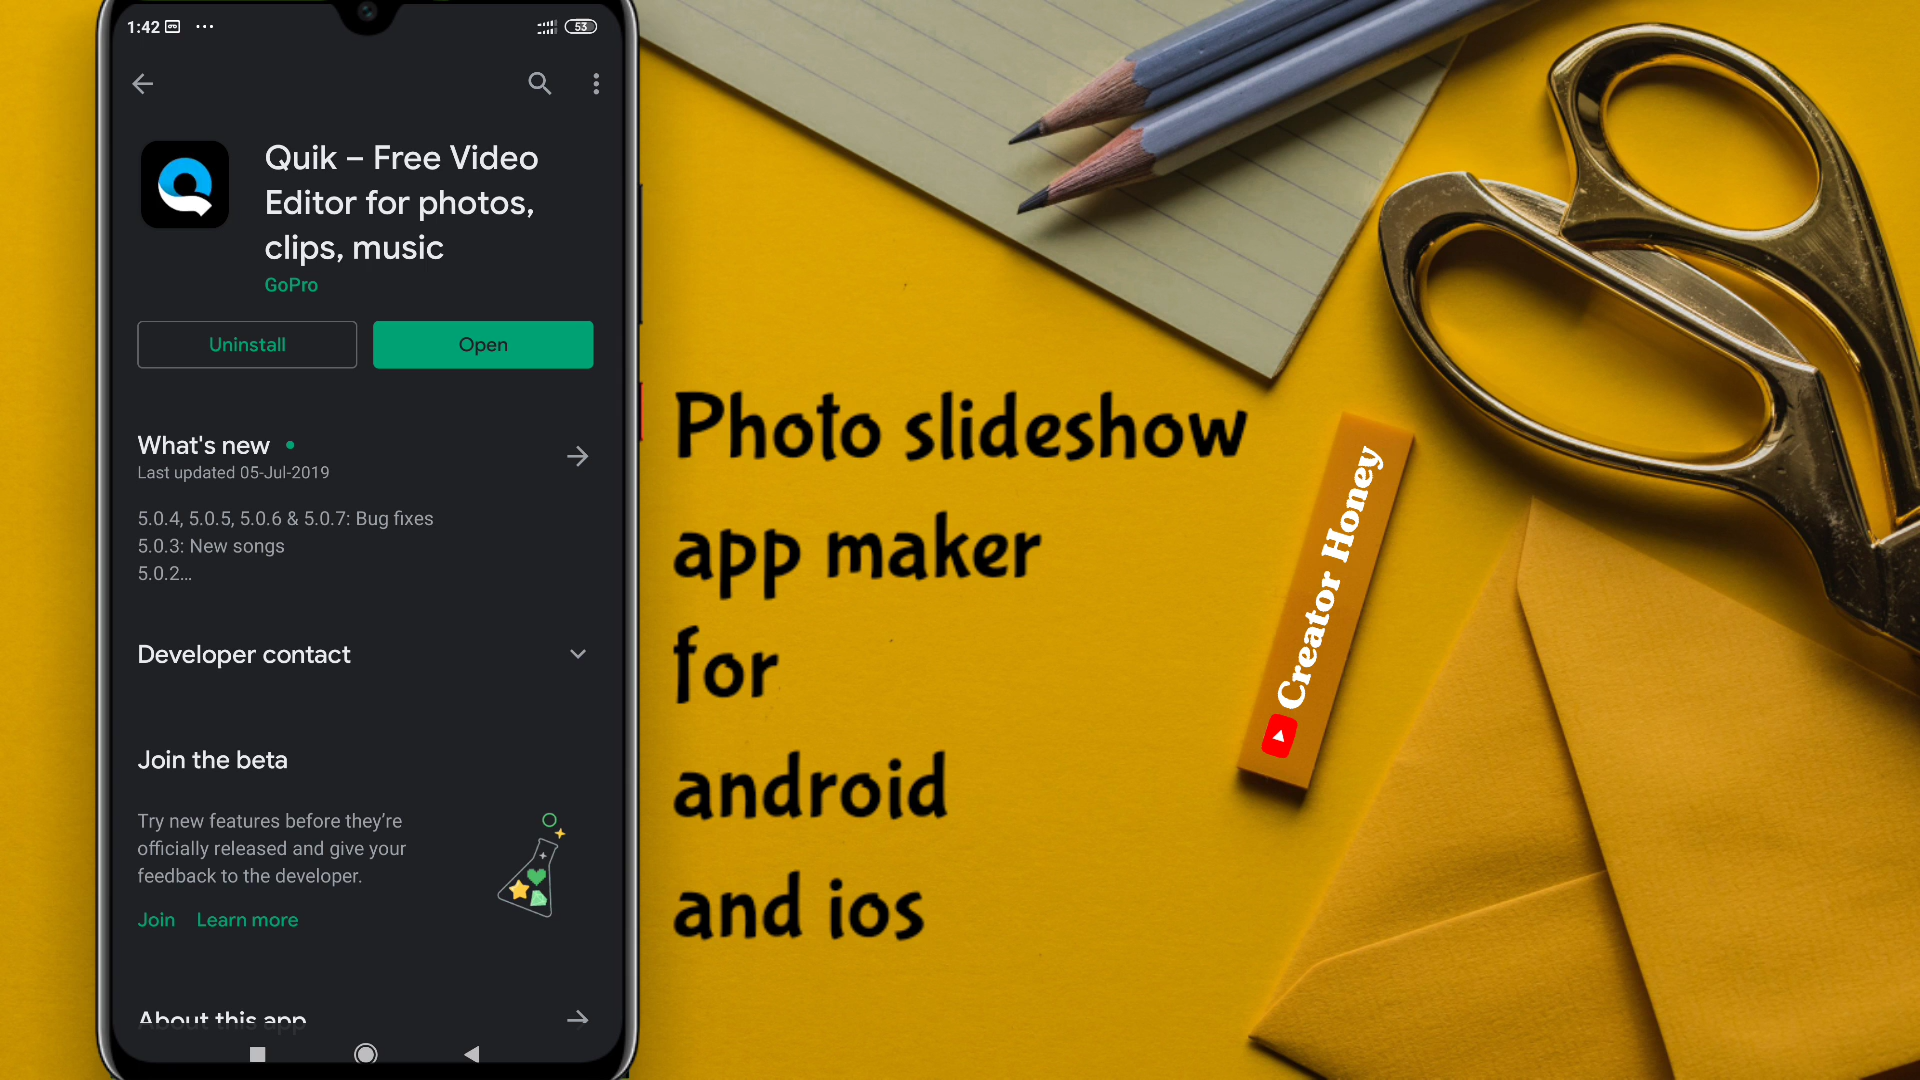 1:42
53
Quik – Free Video
Editor for photos,
clips, music
GoPro
Uninstall
Open
What's new
Last updated 05-Jul-2019
5.0.4, 5.0.5, 5.0.6 & 5.0.7: Bug fixes
5.0.3: New songs
5.0.2...
Developer contact
Join the beta
Try new features before they’re
officially released and give your
feedback to the developer.
Join Learn more
About this app
Photo slideshow
app maker
for
android
and ios
Creator Honey